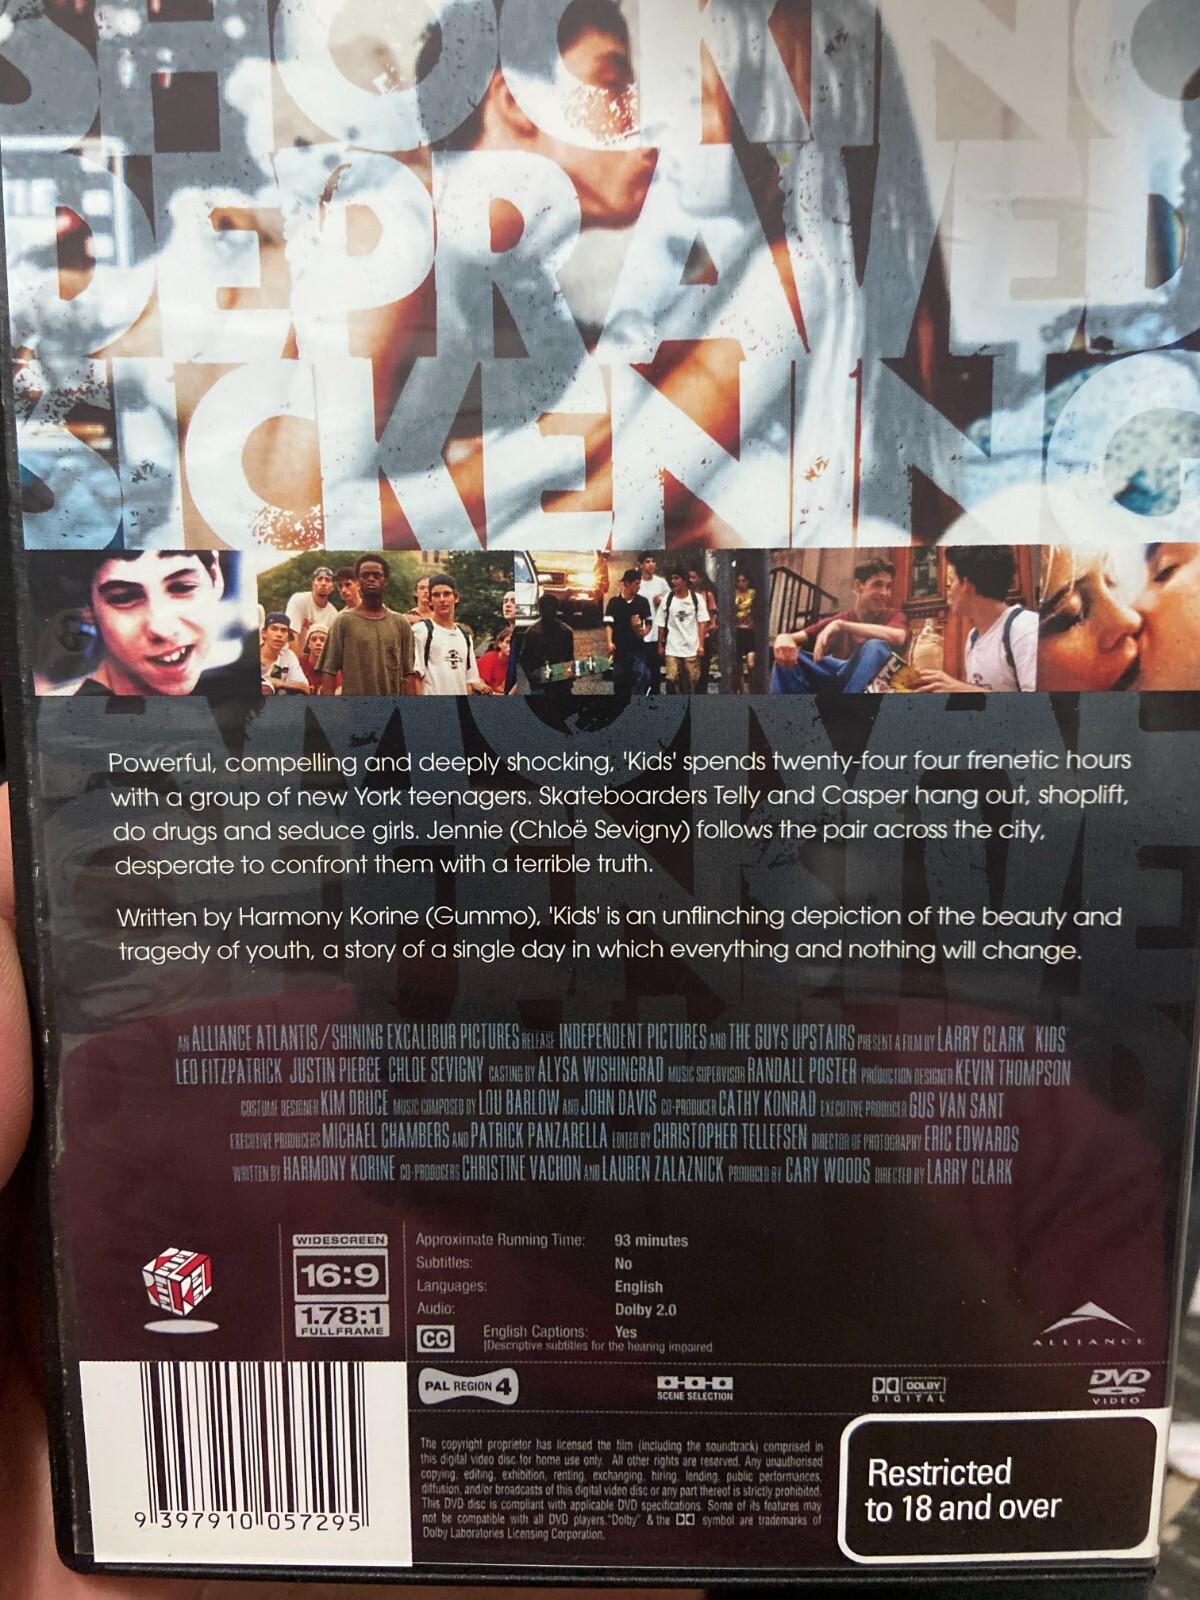 SHOCKING
DEPRAVED
SICKENING
AMORAL
Powerful, compelling and deeply shocking, 'Kids' spends twenty-four four frenetic hours
with a group of new York teenagers. Skateboarders Telly and Casper hang out, shoplift,
do drugs and seduce girls. Jennie (Chloë Sevigny) follows the pair across the city,
desperate to confront them with a terrible truth.
Written by Harmony Korine (Gummo), 'Kids' is an unflinching depiction of the beauty and
tragedy of youth, a story of a single day in which everything and nothing will change.
AN ALLIANCE ATLANTIS / SHINING EXCALIBUR PICTURES RELEASE INDEPENDENT PICTURES AND THE GUYS UPSTAIRS PRESENT A FILM BY LARRY CLARK 'KIDS'
LEO FITZPATRICK JUSTIN PIERCE CHLOE SEVIGNY CASTING BY ALYSA WISHINGRAD MUSIC SUPERVISOR RANDALL POSTER PRODUCTION DESIGNER KEVIN THOMPSON
COSTUME DESIGNER KIM DRUCE MUSIC COMPOSED BY LOU BARLOW AND JOHN DAVIS CO-PRODUCER CATHY KONRAD EXECUTIVE PRODUCER GUS VAN SANT
EXECUTIVE PRODUCERS MICHAEL CHAMBERS AND PATRICK PANZARELLA EDITED BY CHRISTOPHER TELLEFSEN DIRECTOR OF PHOTOGRAPHY ERIC EDWARDS
WRITTEN BY HARMONY KORINE CO-PRODUCERS CHRISTINE VACHON AND LAUREN ZALAZNICK PRODUCED BY CARY WOODS DIRECTED BY LARRY CLARK
WIDESCREEN
16:9
1.78:1
FULLFRAME
Approximate Running Time: 93 minutes
Subtitles: No
Languages: English
Audio: Dolby 2.0
CC English Captions: Yes
(Descriptive subtitles for the hearing impaired
ALLIANCE
PAL REGION 4
SCENE SELECTION
DOLBY
DIGITAL
DVD
VIDEO
The copyright proprietor has licensed the film (including the soundtrack) comprised in
this digital video disc for home use only. All other rights are reserved. Any unauthorised
copying, editing, exhibition, renting, exchanging, hiring, lending, public performances,
diffusion, and/or broadcasts of this digital video disc or any part thereof is strictly prohibited.
This DVD disc is compliant with applicable DVD specifications. Some of its features may
not be compatible with all DVD players. "Dolby" & the symbol are trademarks of
Dolby Laboratories Licensing Corporation.
Restricted
to 18 and over
9 397910 057295